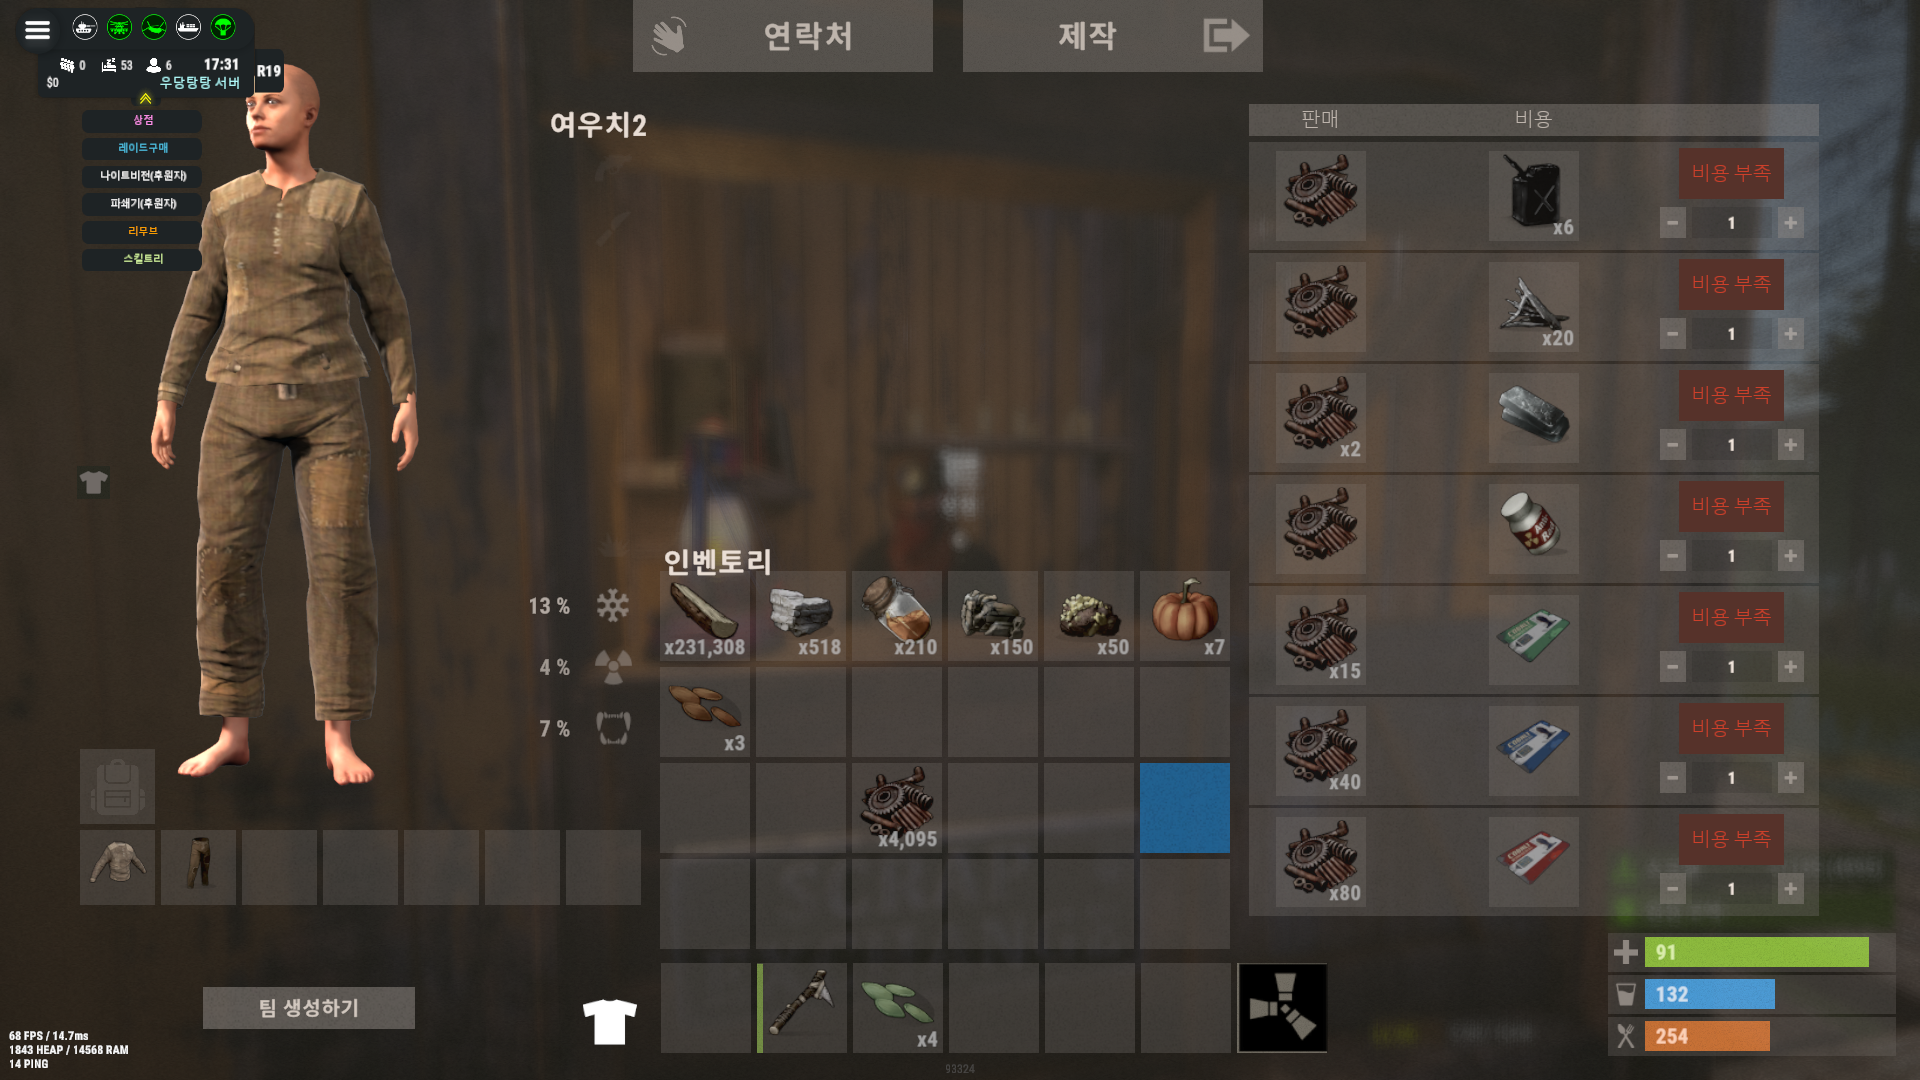 연락처
제작
0
53
6
17:31
R19
$0
우당탕탕 서버
상점
레이드구매
나이트비전(후원자)
파쇄기(후원자)
리무브
스킬트리
여우치2
판매
비용
x6
비용 부족
1
x20
비용 부족
1
x2
비용 부족
1
비용 부족
1
x15
비용 부족
1
x40
비용 부족
1
x80
비용 부족
1
인벤토리
13 %
4 %
7 %
x231,308
x518
x210
x150
x50
x7
x3
x4,095
x4
팀 생성하기
91
132
254
68 FPS / 14.7ms
1843 HEAP / 14568 RAM
14 PING
93324